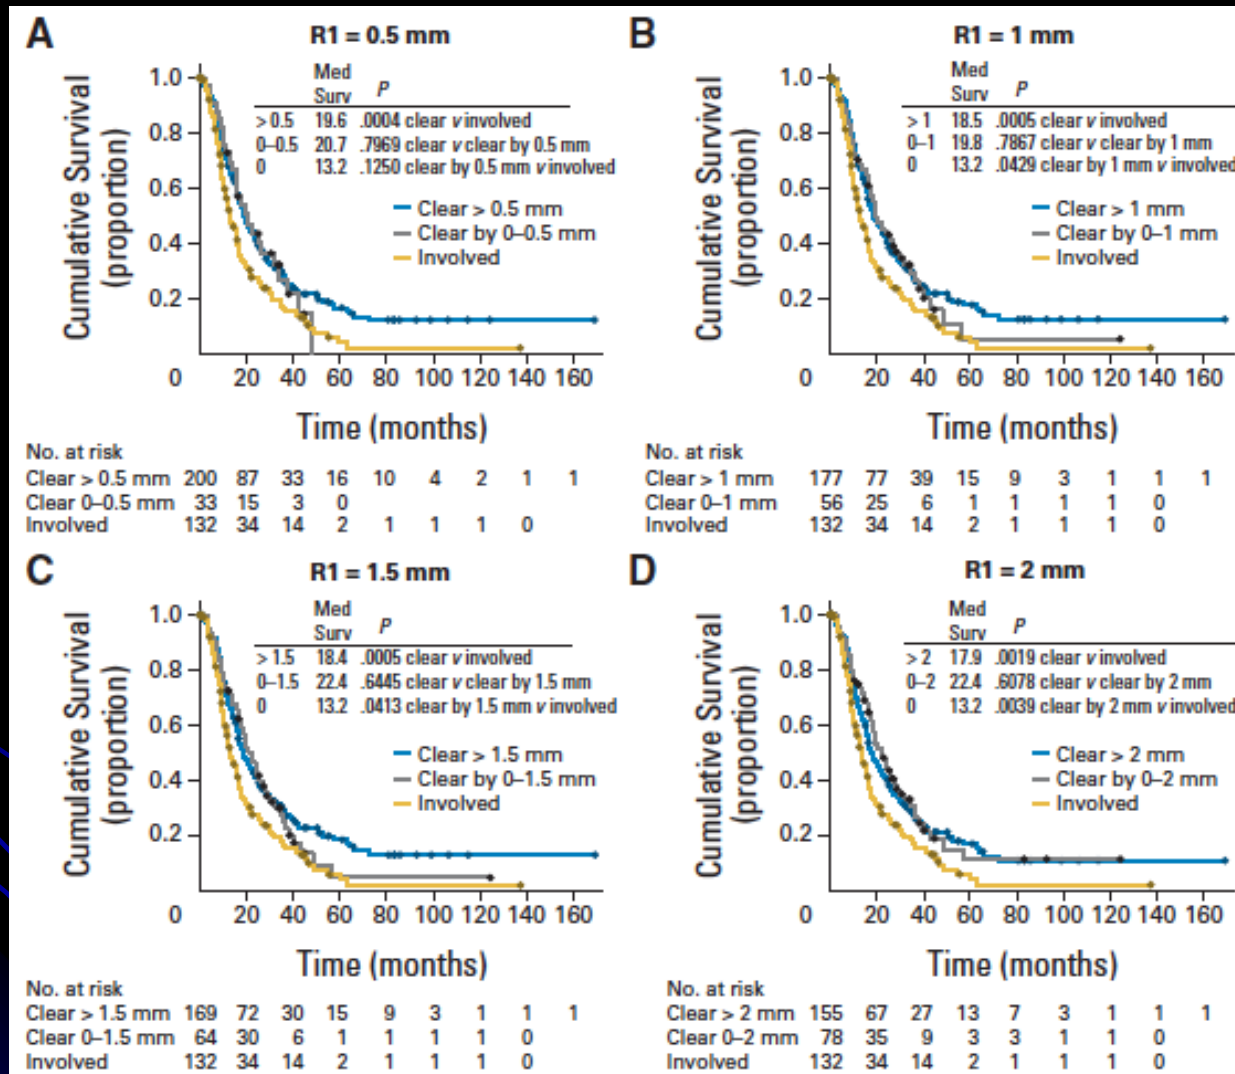 A
R1 = 0.5 mm
Cumulative Survival
(proportion)
1.0
0.8
0.6
0.4
0.2
Med
Surv P
> 0.5 19.6 .0004 clear v involved
0–0.5 20.7 .7969 clear v clear by 0.5 mm
0 13.2 .1250 clear by 0.5 mm v involved
Clear > 0.5 mm
Clear by 0–0.5 mm
Involved
0 20 40 60 80 100 120 140 160
Time (months)
No. at risk
Clear > 0.5 mm 200 87 33 16 10 4 2 1 1
Clear 0–0.5 mm 33 15 3 0
Involved 132 34 14 2 1 1 1 0
B
R1 = 1 mm
Cumulative Survival
(proportion)
1.0
0.8
0.6
0.4
0.2
Med
Surv P
> 1 18.5 .0005 clear v involved
0–1 19.8 .7867 clear v clear by 1 mm
0 13.2 .0429 clear by 1 mm v involved
Clear > 1 mm
Clear by 0–1 mm
Involved
0 20 40 60 80 100 120 140 160
Time (months)
No. at risk
Clear > 1 mm 177 77 39 15 9 3 1 1 1
Clear 0–1 mm 56 25 6 1 1 1 1 0
Involved 132 34 14 2 1 1 1 0
C
R1 = 1.5 mm
Cumulative Survival
(proportion)
1.0
0.8
0.6
0.4
0.2
Med
Surv P
> 1.5 18.4 .0005 clear v involved
0–1.5 22.4 .6445 clear v clear by 1.5 mm
0 13.2 .0413 clear by 1.5 mm v involved
Clear > 1.5 mm
Clear by 0–1.5 mm
Involved
0 20 40 60 80 100 120 140 160
Time (months)
No. at risk
Clear > 1.5 mm 169 72 30 15 9 3 1 1 1
Clear 0–1.5 mm 64 30 6 1 1 1 1 0
Involved 132 34 14 2 1 1 1 0
D
R1 = 2 mm
Cumulative Survival
(proportion)
1.0
0.8
0.6
0.4
0.2
Med
Surv P
> 2 17.9 .0019 clear v involved
0–2 22.4 .6078 clear v clear by 2 mm
0 13.2 .0039 clear by 2 mm v involved
Clear > 2 mm
Clear by 0–2 mm
Involved
0 20 40 60 80 100 120 140 160
Time (months)
No. at risk
Clear > 2 mm 155 67 27 13 7 3 1 1 1
Clear 0–2 mm 78 35 9 3 3 1 1 0
Involved 132 34 14 2 1 1 1 0